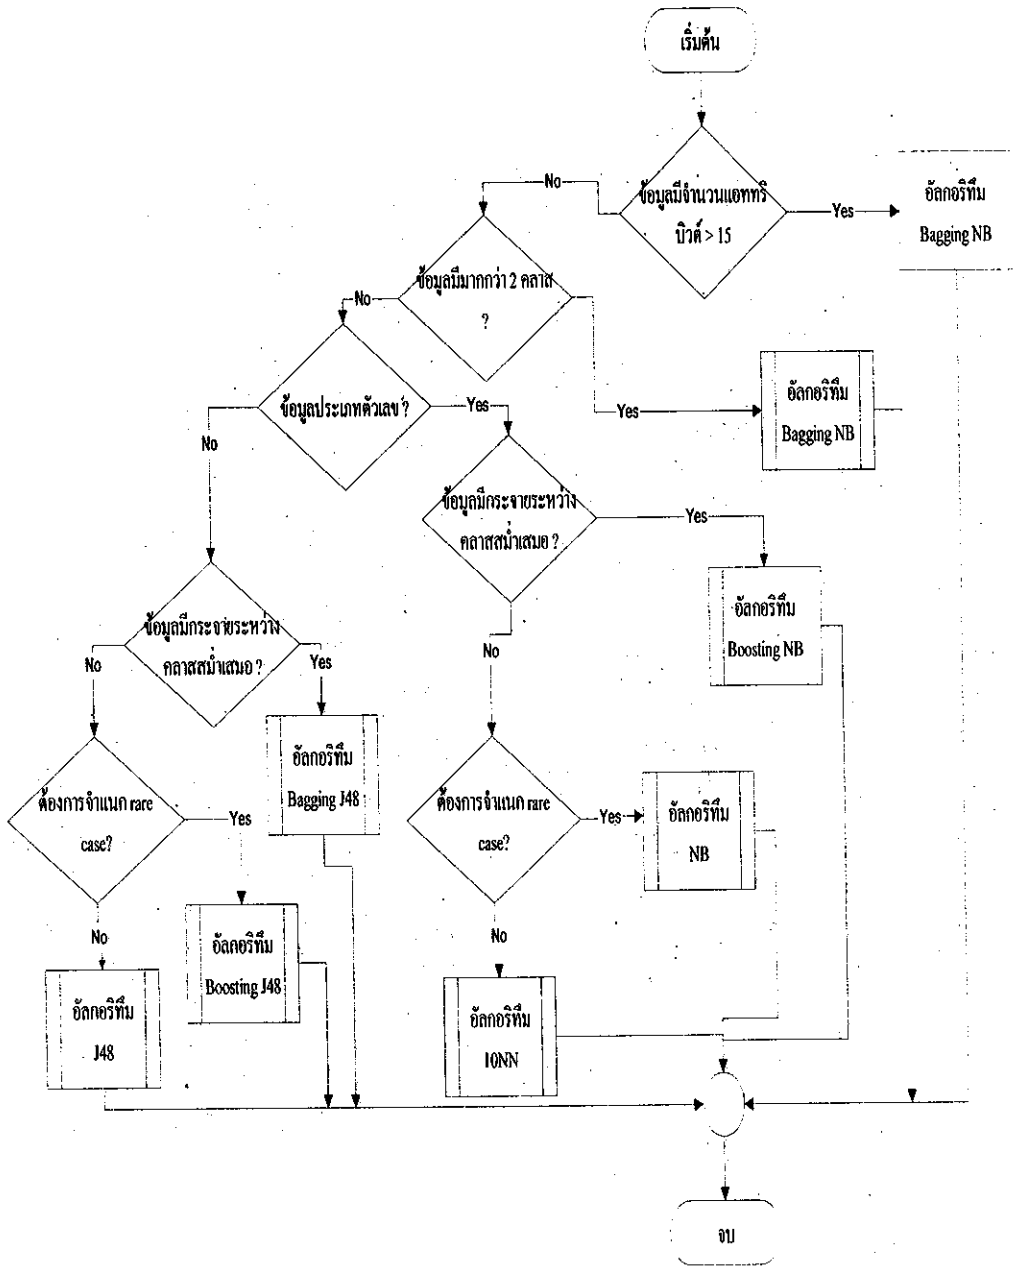 เริ่มต้น
ข้อมูลมีจำนวนแอททริ
บิวต์ > 15
No
Yes
อัลกอริทึม
Bagging NB
ข้อมูลมีมากกว่า 2 คลาส
?
No
Yes
อัลกอริทึม
Bagging NB
ข้อมูลประเภทตัวเลข ?
No
Yes
ข้อมูลมีกระจายระหว่าง
คลาสสม่ำเสมอ ?
Yes
No
อัลกอริทึม
Boosting NB
ข้อมูลมีกระจายระหว่าง
คลาสสม่ำเสมอ ?
No
Yes
อัลกอริทึม
Bagging J48
ต้องการจำแนก rare
case?
Yes
No
อัลกอริทึม
Boosting J48
อัลกอริทึม
J48
ต้องการจำแนก rare
case?
Yes
No
อัลกอริทึม
NB
อัลกอริทึม
10NN
จบ